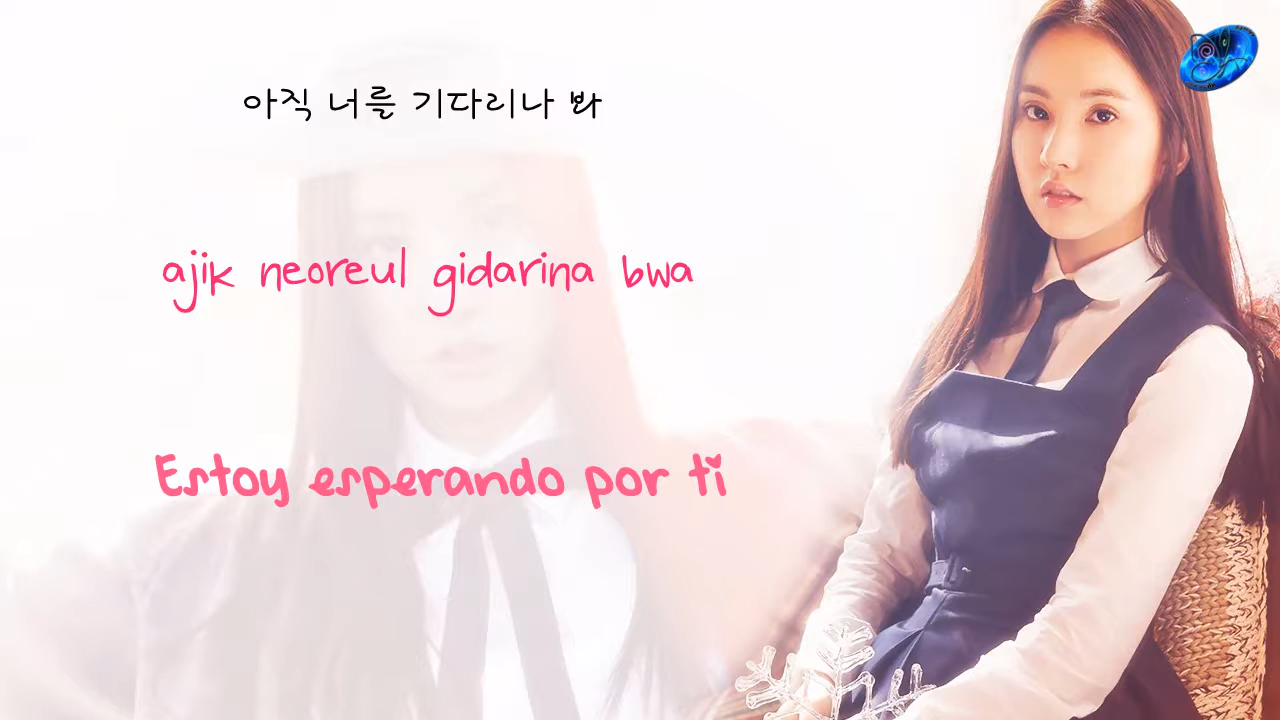 아직 너를 기다리나 봐
ajik neoreul gidarina bwa
Estoy esperando por ti